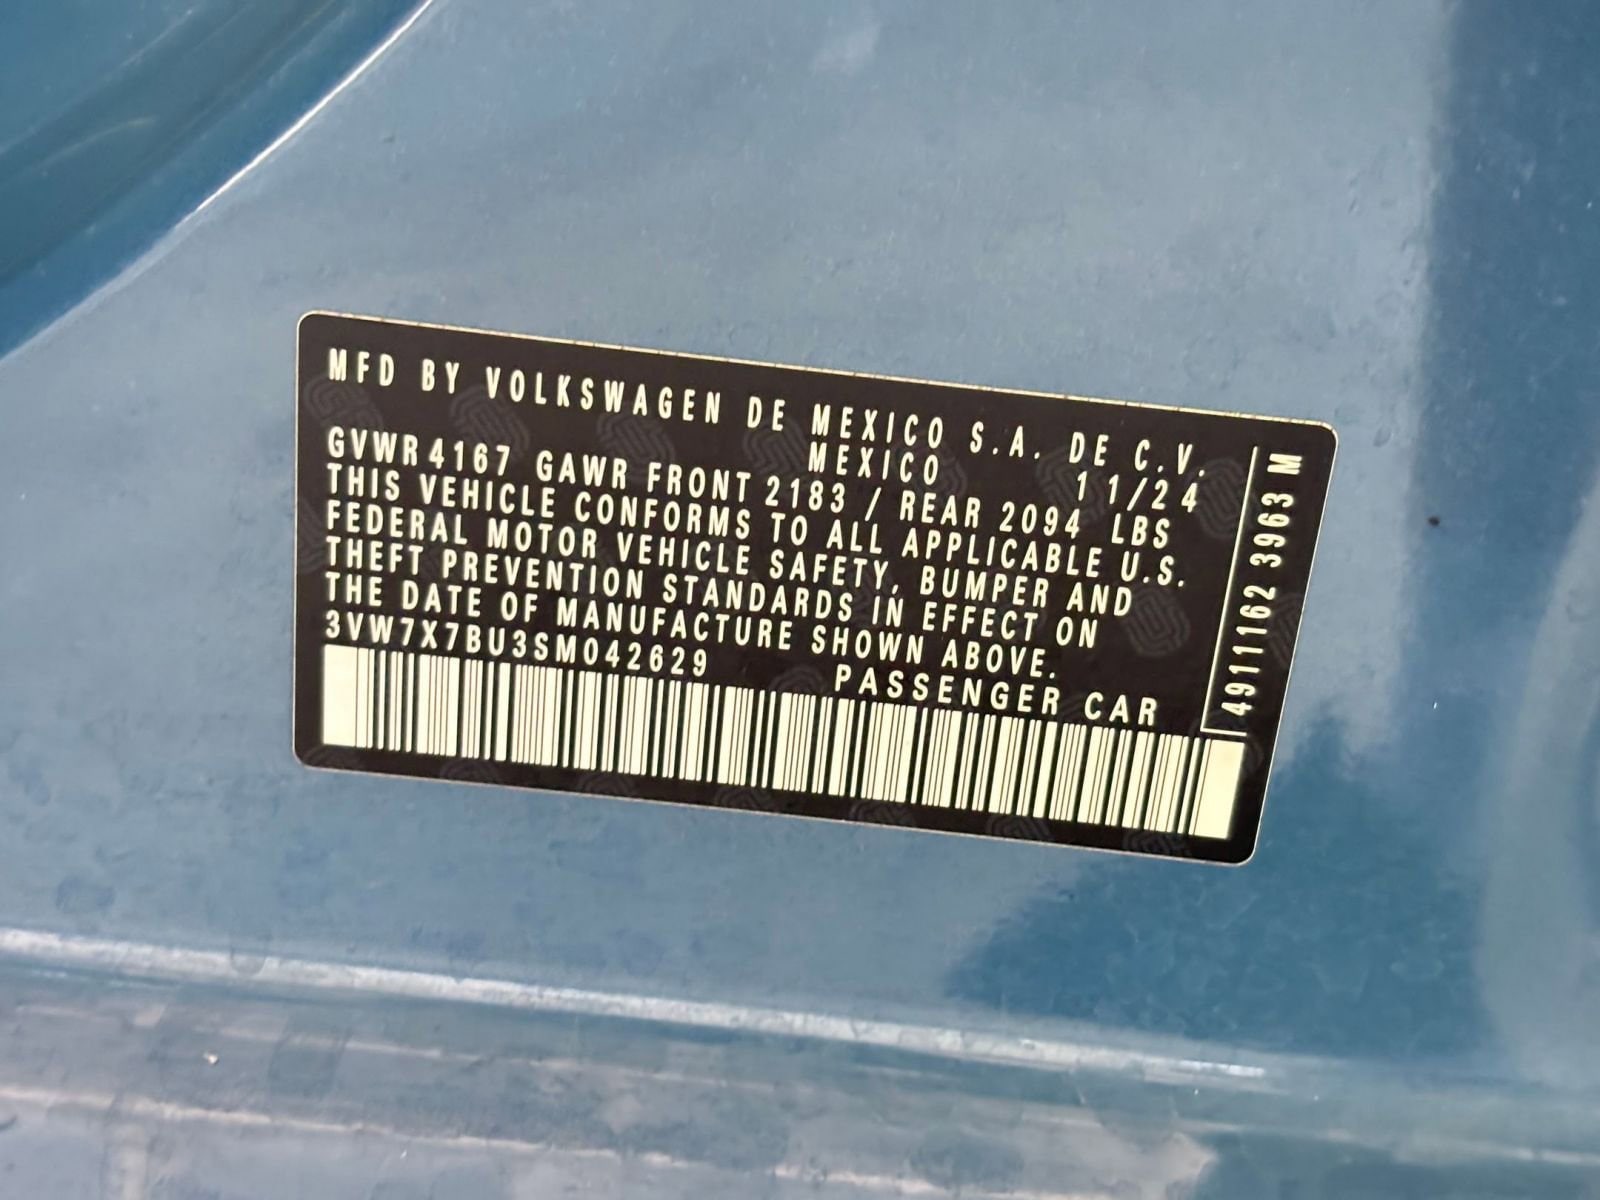 MFD BY VOLKSWAGEN DE MEXICO S.A. DE C.V.
MEXICO 11/24
GVWR 4167 GAWR FRONT 2183 / REAR 2094 LBS
THIS VEHICLE CONFORMS TO ALL APPLICABLE U.S.
FEDERAL MOTOR VEHICLE SAFETY, BUMPER AND
THEFT PREVENTION STANDARDS IN EFFECT ON
THE DATE OF MANUFACTURE SHOWN ABOVE.
3VW7X7BU3SM042629 PASSENGER CAR
4911162 3963 M